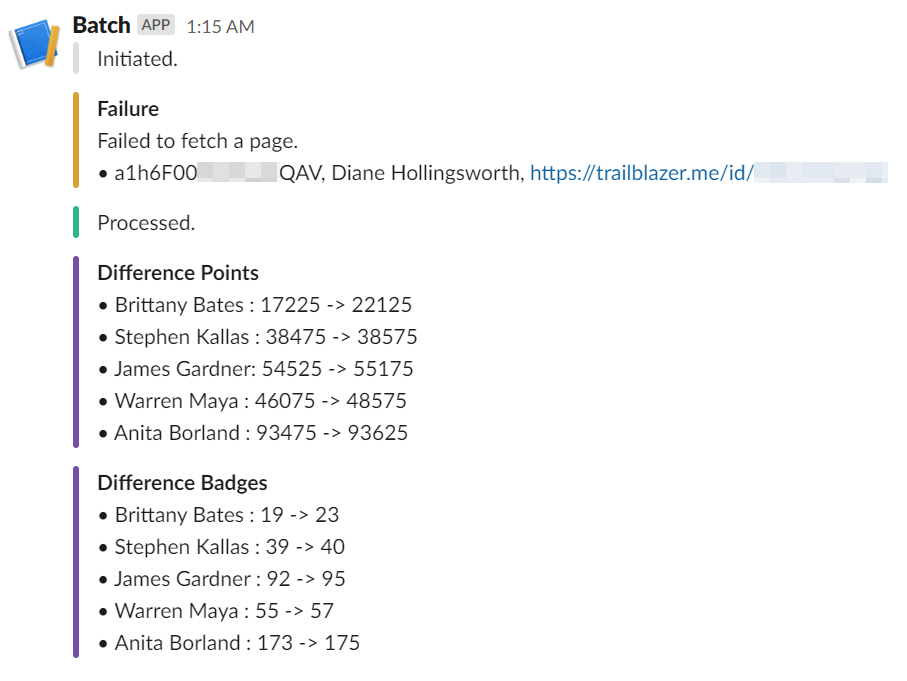 Batch APP 1:15 AM
Initiated.
Failure
Failed to fetch a page.
• a1h6F00 QAV, Diane Hollingsworth, https://trailblazer.me/id/
Processed.
Difference Points
• Brittany Bates : 17225 -> 22125
• Stephen Kallas : 38475 -> 38575
• James Gardner: 54525 -> 55175
• Warren Maya : 46075 -> 48575
• Anita Borland : 93475 -> 93625
Difference Badges
• Brittany Bates : 19 -> 23
• Stephen Kallas : 39 -> 40
• James Gardner : 92 -> 95
• Warren Maya : 55 -> 57
• Anita Borland : 173 -> 175